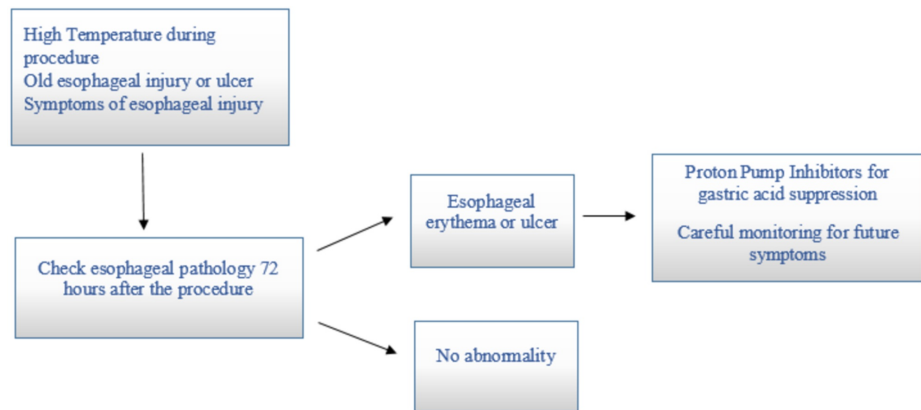 High Temperature during
procedure
Old esophageal injury or ulcer
Symptoms of esophageal injury
Check esophageal pathology 72
hours after the procedure
Esophageal
erythema or ulcer
Proton Pump Inhibitors for
gastric acid suppression
Careful monitoring for future
symptoms
No abnormality